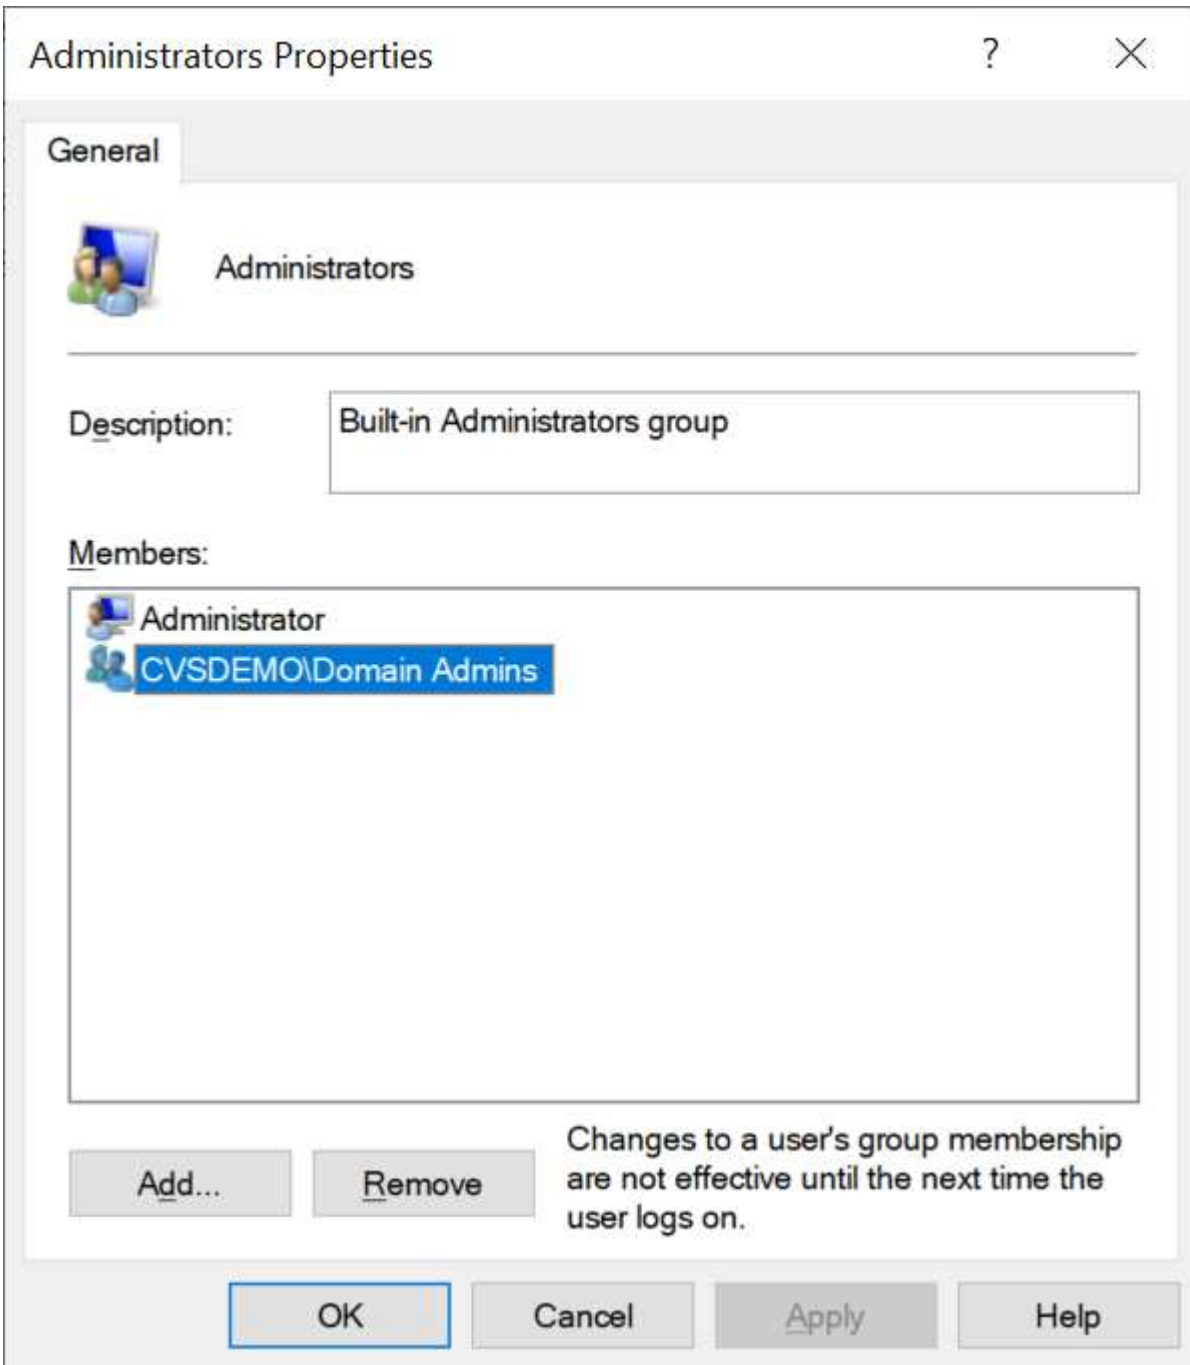 Administrators Properties
?
General
Administrators
Description:
Built-in Administrators group
Members:
Administrator
CVSDEMO\Domain Admins
Add...
Remove
Changes to a user's group membership
are not effective until the next time the
user logs on.
OK
Cancel
Apply
Help